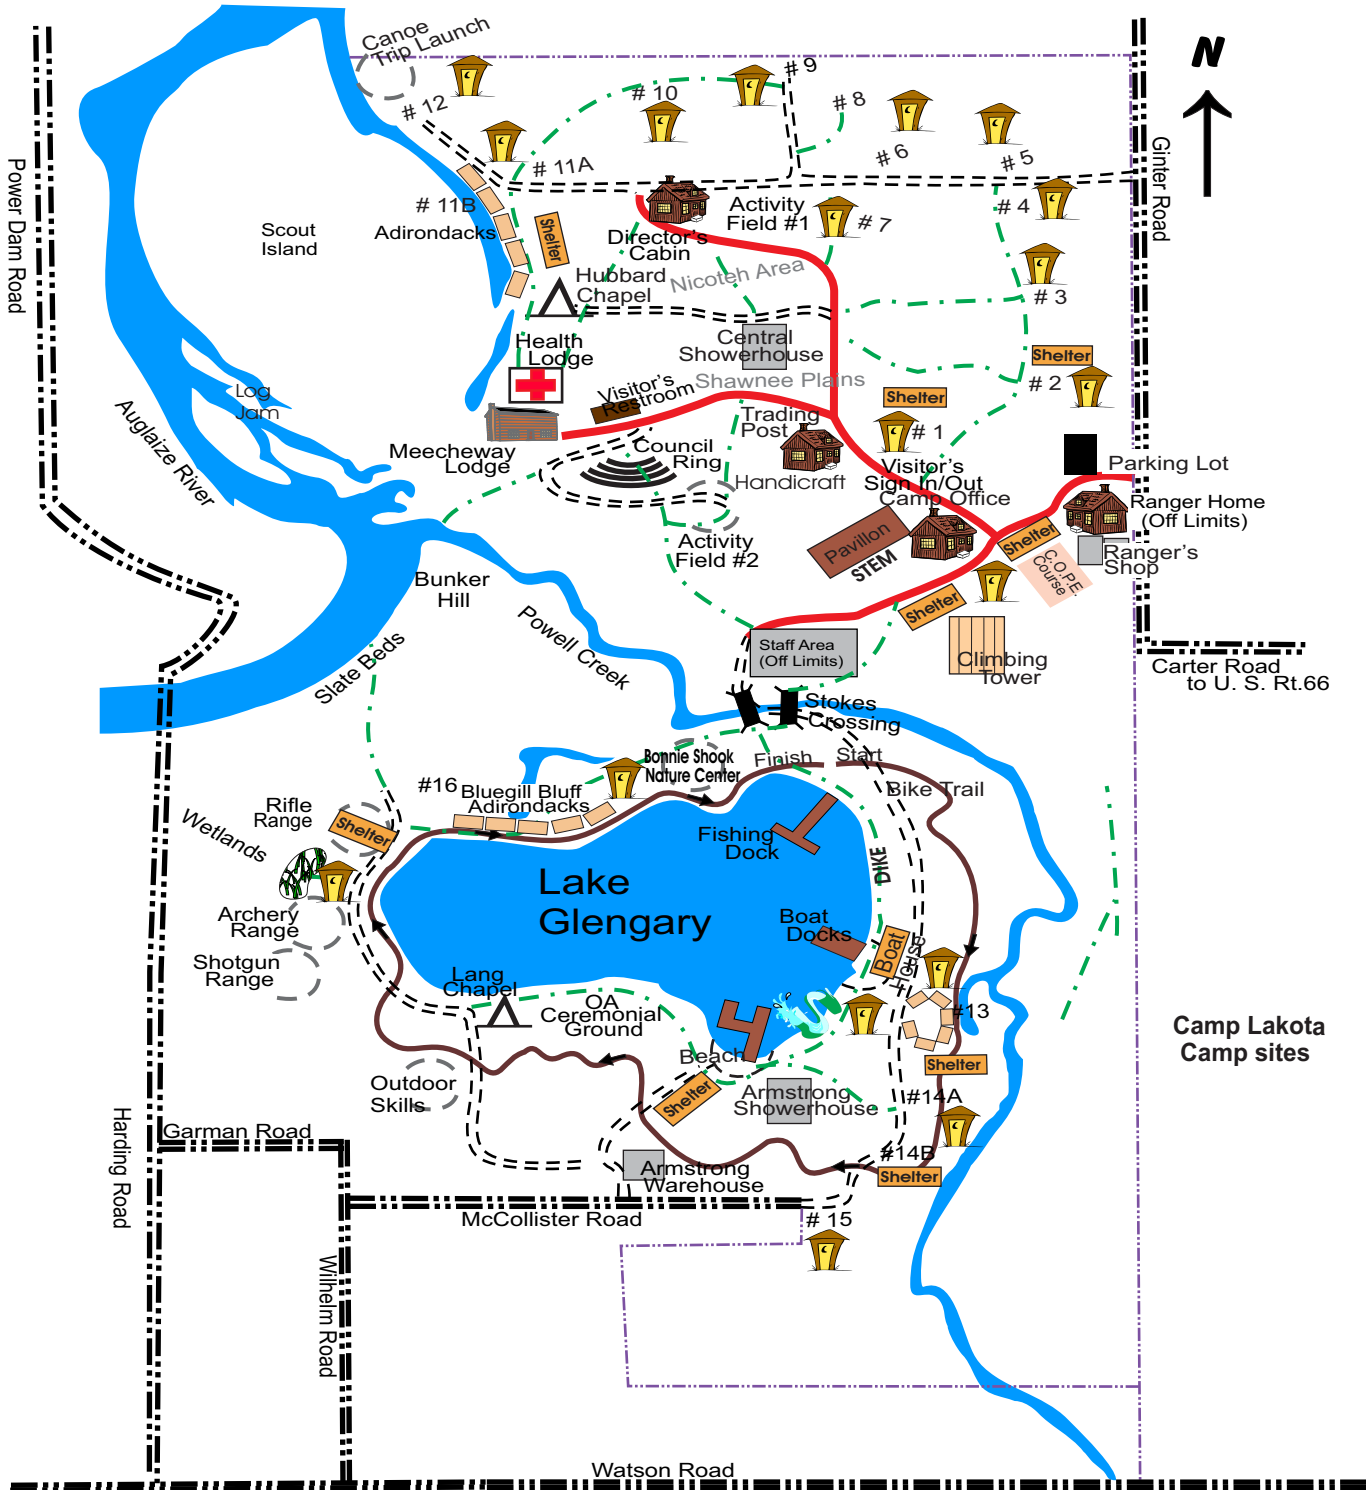 Canoe
Trip Launch
N
# 9
# 10
# 12
# 8
# 11A
# 6
# 5
Ginter Road
Power Dam Road
# 11B
Adirondacks
Shelter
Scout
Island
Director's
Cabin
Activity
Field #1
# 7
# 4
Nicoteh Area
Hubbard
Chapel
# 3
Health
Lodge
Central
Showerhouse
Shelter
Shawnee Plains
# 2
Visitor's
Restroom
Shelter
Log
Jam
Auglaize River
Trading
Post
# 1
Meecheway
Lodge
Council
Ring
Handicraft
Visitor's
Sign In/Out
Camp Office
Parking Lot
Ranger Home
(Off Limits)
Activity
Field #2
Pavillon
STEM
Shelter
C.O.P.E.
Course
Ranger's
Shop
Bunker
Hill
Shelter
Powell Creek
Slate Beds
Staff Area
(Off Limits)
Climbing
Tower
Carter Road
to U. S. Rt.66
Stokes
Crossing
Bonnie Shook
Nature Center
Finish
Start
Bike Trail
#16
Bluegill Bluff
Adirondacks
Rifle
Range
Shelter
Wetlands
Fishing
Dock
DIKE
Lake
Glengary
Archery
Range
Boat
Docks
Boat
House
Shotgun
Range
Lang
Chapel
OA
Ceremonial
Ground
#13
Camp Lakota
Camp sites
Beach
Shelter
Outdoor
Skills
Shelter
Armstrong
Showerhouse
#14A
Harding Road
Garman Road
#14B
Shelter
Armstrong
Warehouse
McCollister Road
# 15
Wilhelm Road
Watson Road